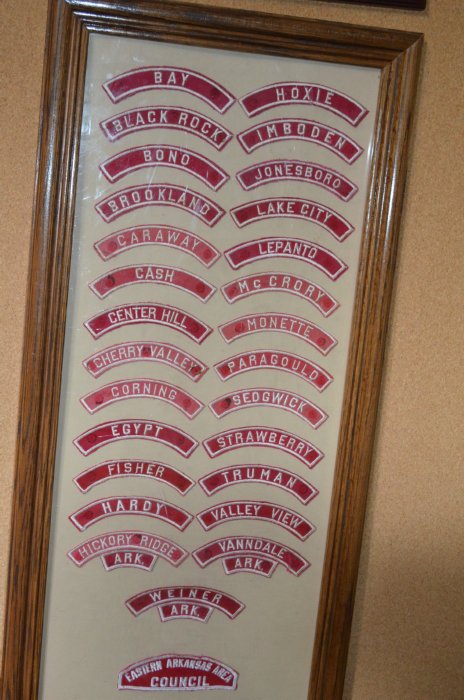 BAY
HOXIE
BLACK ROCK
IMBODEN
BONO
JONESBORO
BROOKLAND
LAKE CITY
CARAWAY
LEPANTO
CASH
McCRORY
CENTER HILL
MONETTE
CHERRY VALLEY
PARAGOULD
CORNING
SEDGWICK
EGYPT
STRAWBERRY
FISHER
TRUMAN
HARDY
VALLEY VIEW
HICKORY RIDGE
ARK.
VANNDALE
ARK.
WEINER
ARK.
EASTERN ARKANSAS AREA
COUNCIL